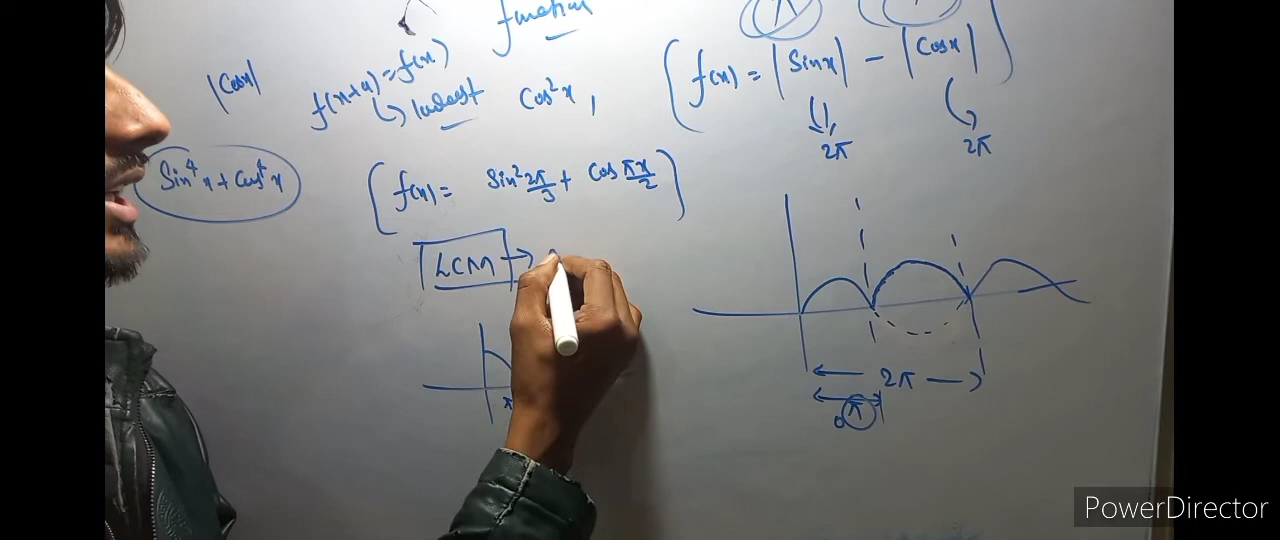 function
|Cosx|
f(x+a)=f(x)
↳ lowest
Cos²x,
f(x) = |Sinx| - |Cosx|
2π
2π
Sin⁴x+Cos⁴x
f(x) = Sin² 2π/3 + Cos πx/2
LCM →
π
2π
0
π
PowerDirector